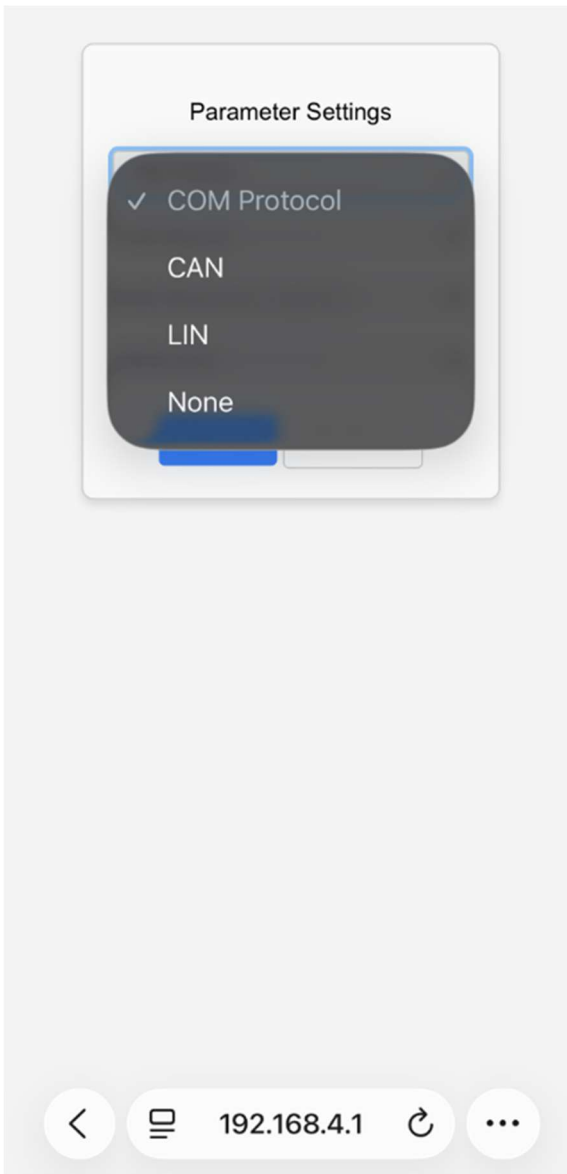 Parameter Settings
COM Protocol
CAN
LIN
None
192.168.4.1